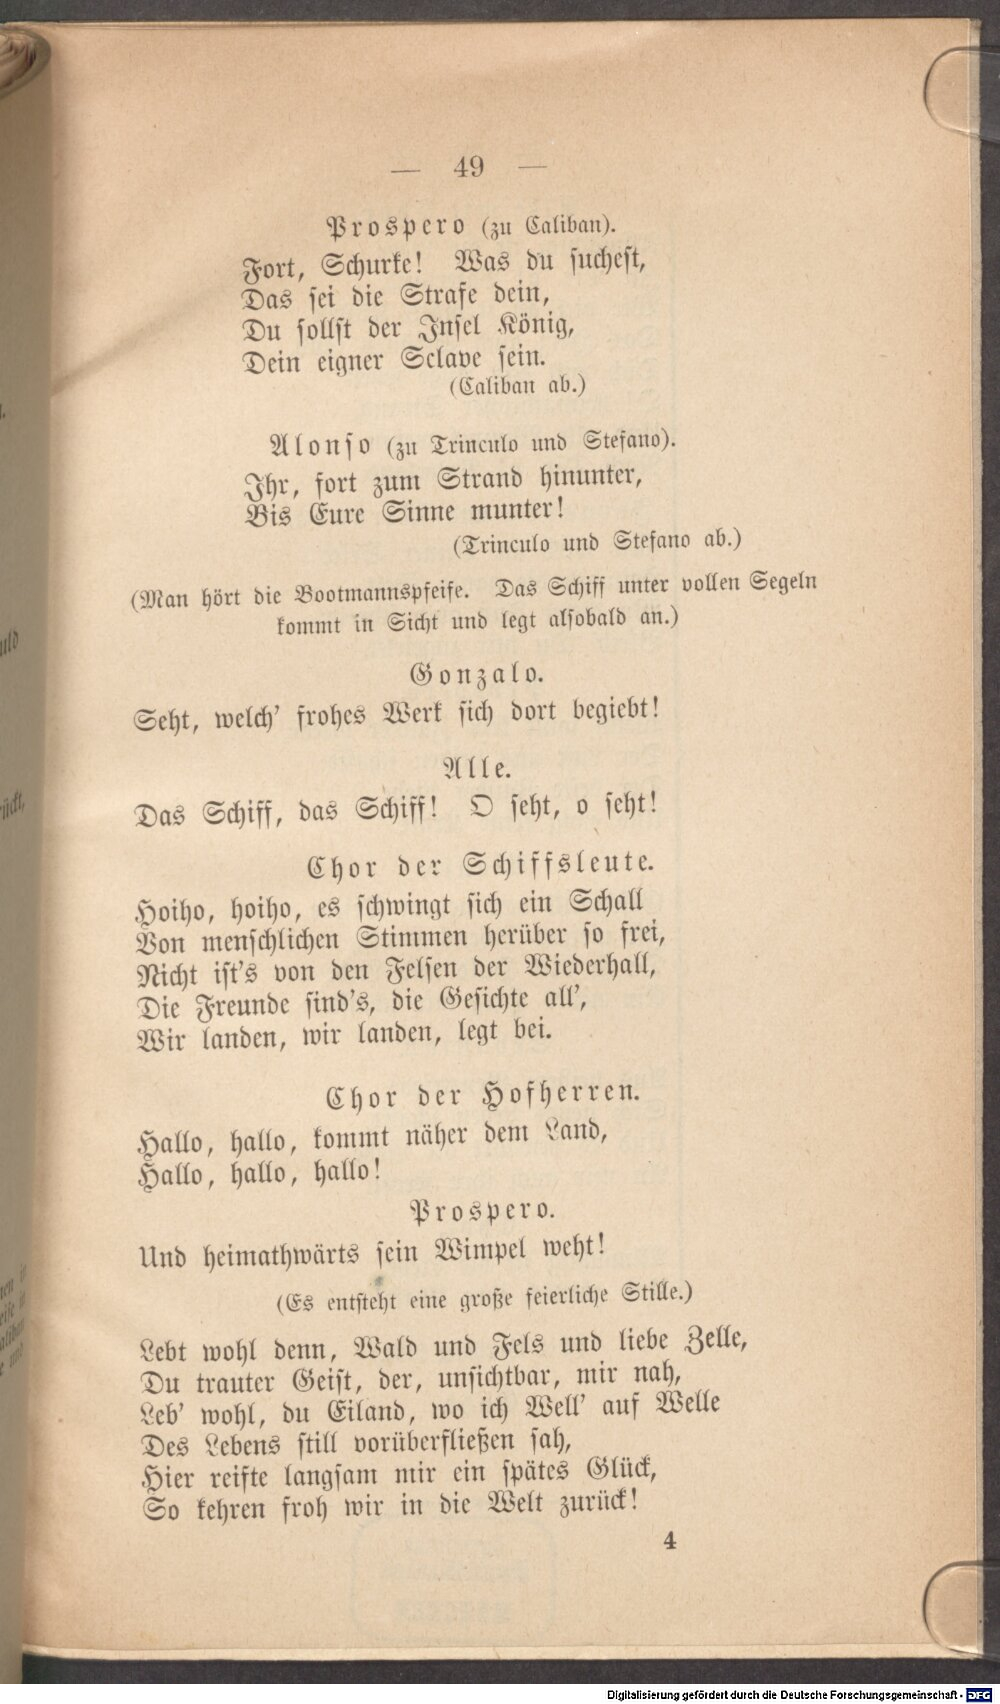 — 49 —
Prospero (zu Caliban).
Fort, Schurke! Was du suchest,
Das sei die Strafe dein,
Du sollst der Insel König,
Dein eigner Sclave sein.
(Caliban ab.)
Alonso (zu Trinculo und Stefano).
Ihr, fort zum Strand hinunter,
Bis Eure Sinne munter!
(Trinculo und Stefano ab.)
(Man hört die Bootmannspfeife. Das Schiff unter vollen Segeln
kommt in Sicht und legt alsobald an.)
Gonzalo.
Seht, welch' frohes Werk sich dort begiebt!
Alle.
Das Schiff, das Schiff! O seht, o seht!
Chor der Schiffsleute.
Hoiho, hoiho, es schwingt sich ein Schall
Von menschlichen Stimmen herüber so frei,
Nicht ist's von den Felsen der Wiederhall,
Die Freunde sind's, die Gesichte all',
Wir landen, wir landen, legt bei.
Chor der Hofherren.
Hallo, hallo, kommt näher dem Land,
Hallo, hallo, hallo!
Prospero.
Und heimathwärts sein Wimpel weht!
(Es entsteht eine große feierliche Stille.)
Lebt wohl denn, Wald und Fels und liebe Zelle,
Du trauter Geist, der, unsichtbar, mir nah,
Leb' wohl, du Eiland, wo ich Well' auf Welle
Des Lebens still vorüberfließen sah,
Hier reifte langsam mir ein spätes Glück,
So kehren froh wir in die Welt zurück!
4
Digitalisierung gefördert durch die Deutsche Forschungsgemeinschaft - DFG